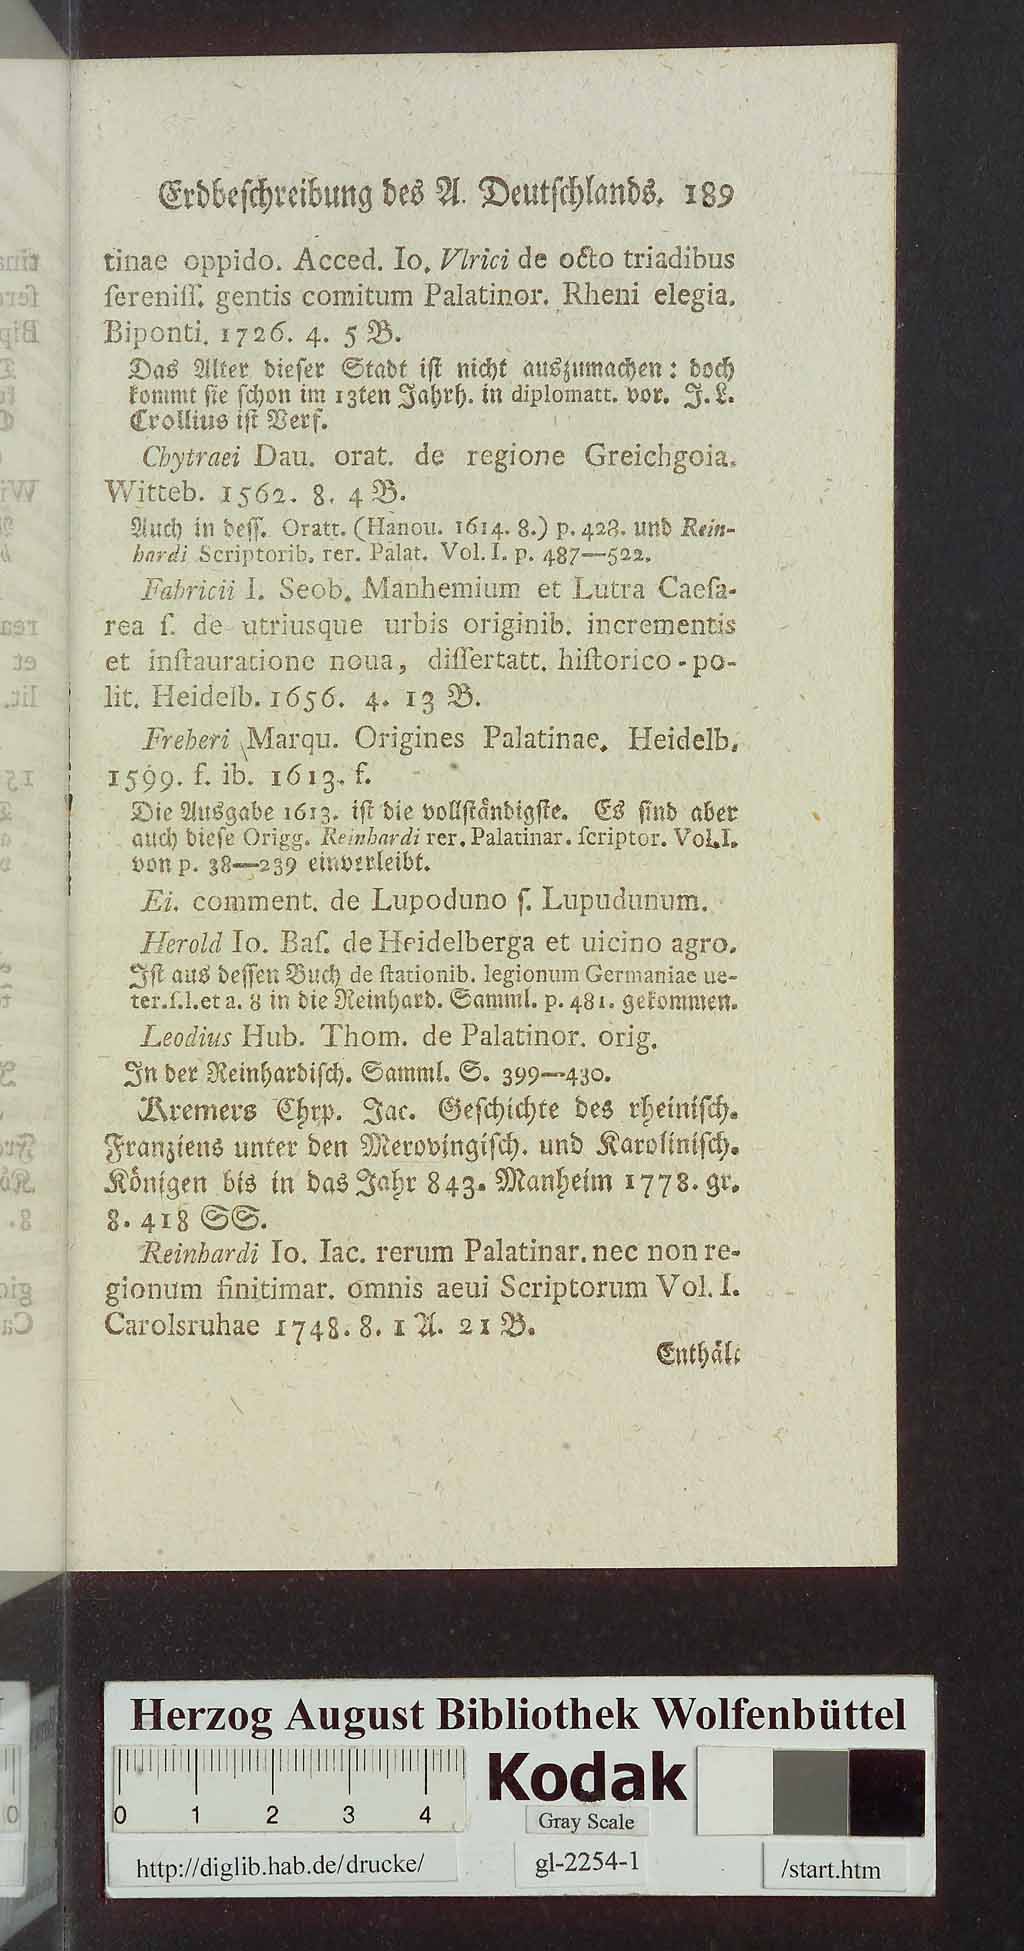 Erdbeſchreibung des A. Deutſchlands. 189
tinae oppido. Acced. Io. Vlrici de octo triadibus
ſereniſſ. gentis comitum Palatinor. Rheni elegia.
Biponti. 1726. 4. 5 B.
Das Alter dieſer Stadt iſt nicht auszumachen: doch
kommt ſie ſchon im 13ten Jahrh. in diplomatt. vor. J. L.
Crollius iſt Verf.
Chytraei Dau. orat. de regione Greichgoia.
Witteb. 1562. 8. 4 B.
Auch in deſſ. Oratt. (Hanou. 1614. 8.) p. 428. und Rein-
hardi Scriptorib. rer. Palat. Vol. I. p. 487—522.
Fabricii I. Seob. Manhemium et Lutra Caeſa-
rea ſ. de utriusque urbis originib. incrementis
et inſtauratione noua, diſſertatt. hiſtorico-po-
lit. Heidelb. 1656. 4. 13 B.
Freheri Marqu. Origines Palatinae. Heidelb.
1599. f. ib. 1613. f.
Die Ausgabe 1613. iſt die vollſtändigſte. Es ſind aber
auch dieſe Origg. Reinhardi rer. Palatinar. ſcriptor. Vol. I.
von p. 38—239 einverleibt.
Ei. comment. de Lupoduno ſ. Lupudunum.
Herold Io. Baſ. de Heidelberga et uicino agro.
Iſt aus deſſen Buch de ſtationib. legionum Germaniae ue-
ter. ſ. l. et a. 8 in die Reinhard. Samml. p. 481. gekommen.
Leodius Hub. Thom. de Palatinor. orig.
In der Reinhardiſch. Samml. S. 399—430.
Kremers Chrp. Jac. Geſchichte des rheiniſch.
Franziens unter den Merovingiſch. und Karoliniſch.
Königen bis in das Jahr 843. Manheim 1778. gr.
8. 418 SS.
Reinhardi Io. Iac. rerum Palatinar. nec non re-
gionum finitimar. omnis aeui Scriptorum Vol. I.
Carolsruhae 1748. 8. 1 A. 21 B.
Enthält
Herzog August Bibliothek Wolfenbüttel
Kodak
0 1 2 3 4
Gray Scale
http://diglib.hab.de/drucke/
gl-2254-1
/start.htm